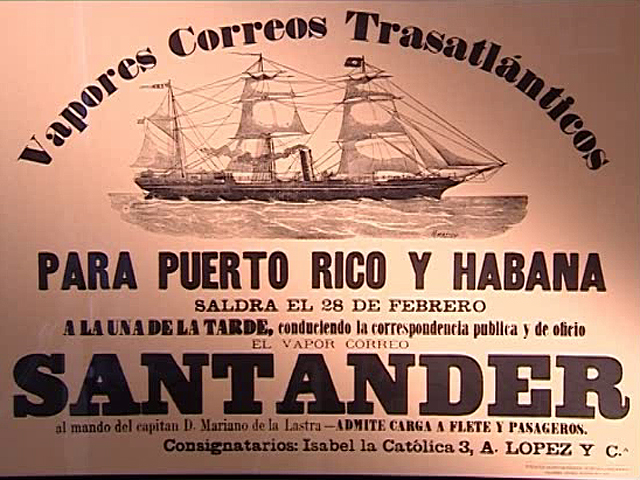 Vapores Correos Trasatlánticos
PARA PUERTO RICO Y HABANA
SALDRA EL 28 DE FEBRERO
A LA UNA DE LA TARDE, conduciendo la correspondencia publica y de oficio
EL VAPOR CORREO
SANTANDER
al mando del capitan D. Mariano de la Lastra—ADMITE CARGA A FLETE Y PASAGEROS.
Consignatarios: Isabel la Católica 3, A. LOPEZ Y C.ª